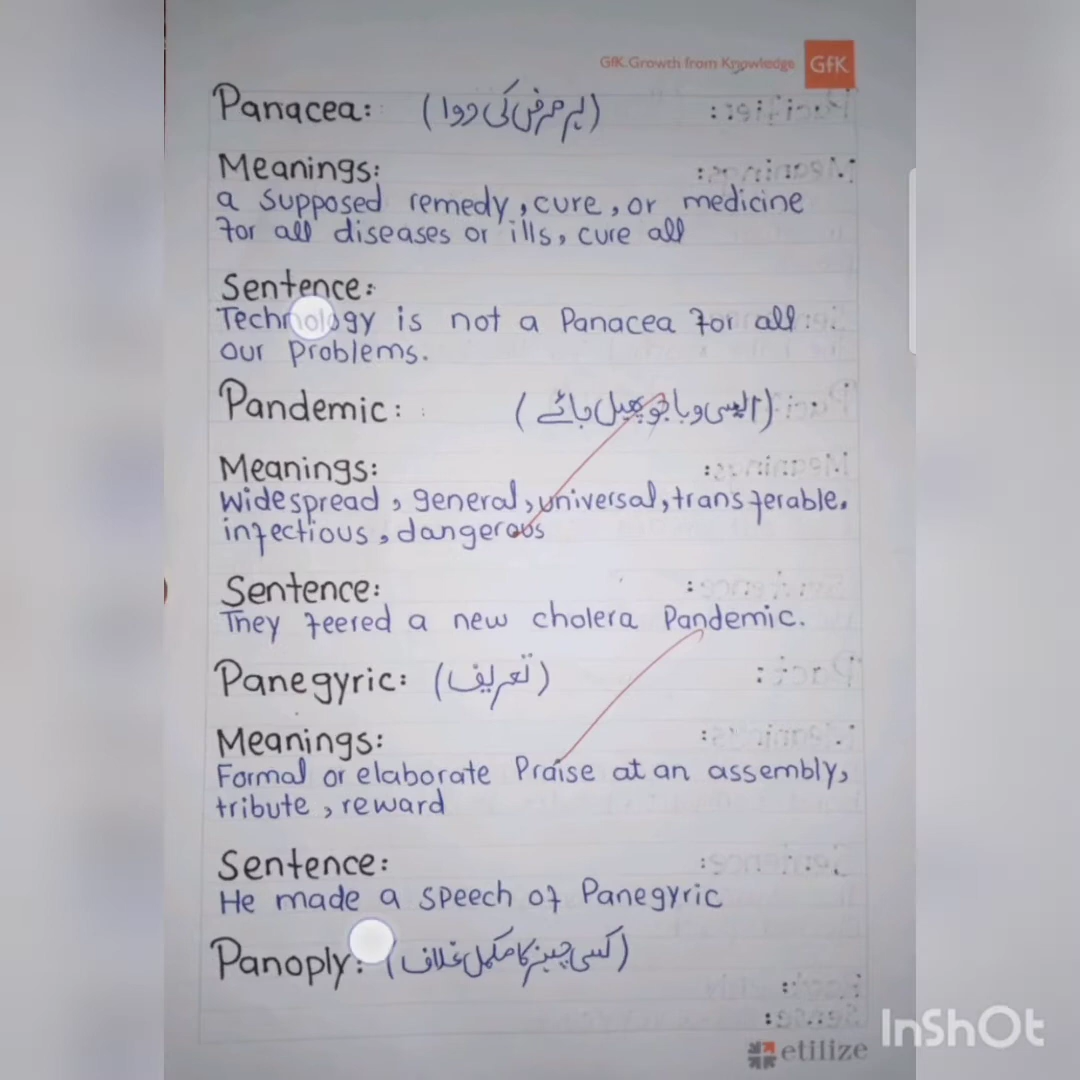 GfK. Growth from Knowledge GfK
Panacea: (ہر مرض کی دوا)
Meanings:
a supposed remedy, cure, or medicine
for all diseases or ills, cure all
Sentence:
Technology is not a Panacea for all
our problems.
Pandemic: (ایسی وبا جو پھیل جائے)
Meanings:
widespread, general, universal, transferable.
infectious, dangerous
Sentence:
They feered a new cholera Pandemic.
Panegyric: (تعریف)
Meanings:
Formal or elaborate Praise at an assembly,
tribute, reward
Sentence:
He made a speech of Panegyric
Panoply: (کسی چیز کا مکمل غلاف)
InShOt
etilize